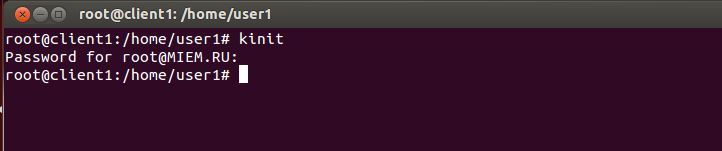 root@client1: /home/user1
root@client1:/home/user1# kinit
Password for root@MIEM.RU:
root@client1:/home/user1#